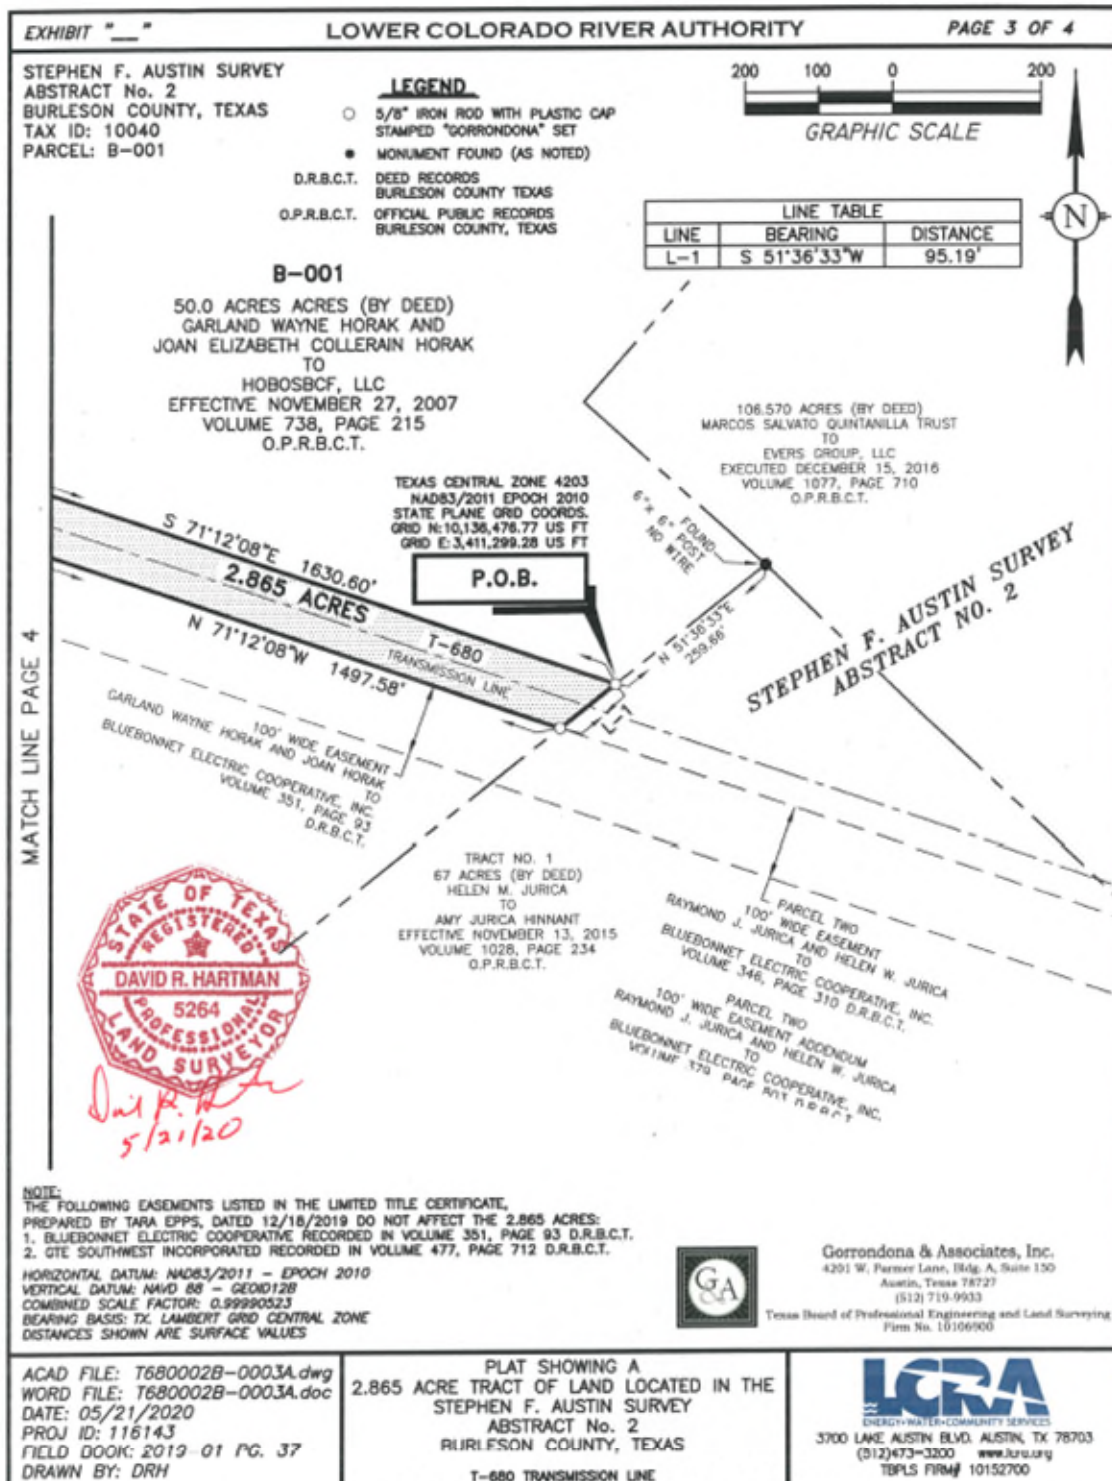 EXHIBIT "__"
LOWER COLORADO RIVER AUTHORITY
PAGE 3 OF 4
STEPHEN F. AUSTIN SURVEY
ABSTRACT No. 2
BURLESON COUNTY, TEXAS
TAX ID: 10040
PARCEL: B-001
LEGEND
5/8" IRON ROD WITH PLASTIC CAP
STAMPED "GORRONDONA" SET
MONUMENT FOUND (AS NOTED)
D.R.B.C.T. DEED RECORDS
BURLESON COUNTY TEXAS
O.P.R.B.C.T. OFFICIAL PUBLIC RECORDS
BURLESON COUNTY, TEXAS
200 100 0 200
GRAPHIC SCALE
N
LINE TABLE
LINE BEARING DISTANCE
L-1 S 51°36'33"W 95.19'
B-001
50.0 ACRES ACRES (BY DEED)
GARLAND WAYNE HORAK AND
JOAN ELIZABETH COLLERAIN HORAK
TO
HOBOSBCF, LLC
EFFECTIVE NOVEMBER 27, 2007
VOLUME 738, PAGE 215
O.P.R.B.C.T.
106.570 ACRES (BY DEED)
MARCOS SALVATO QUINTANILLA TRUST
TO
EVERS GROUP, LLC
EXECUTED DECEMBER 15, 2016
VOLUME 1077, PAGE 710
O.P.R.B.C.T.
TEXAS CENTRAL ZONE 4203
NAD83/2011 EPOCH 2010
STATE PLANE GRID COORDS.
GRID N:10,136,476.77 US FT
GRID E:3,411,299.28 US FT
P.O.B.
FOUND
6"x 6" POST
NO WIRE
N 51°36'33"E
259.66'
STEPHEN F. AUSTIN SURVEY
ABSTRACT NO. 2
S 71°12'08"E 1630.60'
2.865 ACRES
T-680
TRANSMISSION LINE
N 71°12'08"W 1497.58'
MATCH LINE PAGE 4
100' WIDE EASEMENT
GARLAND WAYNE HORAK AND JOAN HORAK
TO
BLUEBONNET ELECTRIC COOPERATIVE, INC.
VOLUME 351, PAGE 93
D.R.B.C.T.
TRACT NO. 1
67 ACRES (BY DEED)
HELEN M. JURICA
TO
AMY JURICA HINNANT
EFFECTIVE NOVEMBER 13, 2015
VOLUME 1028, PAGE 234
O.P.R.B.C.T.
PARCEL TWO
100' WIDE EASEMENT
RAYMOND J. JURICA AND HELEN W. JURICA
TO
BLUEBONNET ELECTRIC COOPERATIVE, INC.
VOLUME 346, PAGE 310 D.R.B.C.T.
PARCEL TWO
100' WIDE EASEMENT ADDENDUM
RAYMOND J. JURICA AND HELEN W. JURICA
TO
BLUEBONNET ELECTRIC COOPERATIVE, INC.
VOLUME 379, PAGE D.R.B.C.T.
STATE OF TEXAS
REGISTERED
DAVID R. HARTMAN
5264
PROFESSIONAL
LAND SURVEYOR
5/21/20
NOTE:
THE FOLLOWING EASEMENTS LISTED IN THE LIMITED TITLE CERTIFICATE,
PREPARED BY TARA EPPS, DATED 12/18/2019 DO NOT AFFECT THE 2.865 ACRES:
1. BLUEBONNET ELECTRIC COOPERATIVE RECORDED IN VOLUME 351, PAGE 93 D.R.B.C.T.
2. GTE SOUTHWEST INCORPORATED RECORDED IN VOLUME 477, PAGE 712 D.R.B.C.T.
HORIZONTAL DATUM: NAD83/2011 - EPOCH 2010
VERTICAL DATUM: NAVD 88 - GEOID12B
COMBINED SCALE FACTOR: 0.99990523
BEARING BASIS: TX. LAMBERT GRID CENTRAL ZONE
DISTANCES SHOWN ARE SURFACE VALUES
G&A
Gorrondona & Associates, Inc.
4201 W. Parmer Lane, Bldg. A, Suite 150
Austin, Texas 78727
(512) 719-9933
Texas Board of Professional Engineering and Land Surveying
Firm No. 10106900
ACAD FILE: T680002B-0003A.dwg
WORD FILE: T680002B-0003A.doc
DATE: 05/21/2020
PROJ ID: 116143
FIELD BOOK: 2019-01 PG. 37
DRAWN BY: DRH
PLAT SHOWING A
2.865 ACRE TRACT OF LAND LOCATED IN THE
STEPHEN F. AUSTIN SURVEY
ABSTRACT No. 2
BURLESON COUNTY, TEXAS
T-680 TRANSMISSION LINE
LCRA
ENERGY•WATER•COMMUNITY SERVICES
3700 LAKE AUSTIN BLVD. AUSTIN, TX 78703
(512)473-3200 www.lcra.org
TBPLS FIRM# 10152700